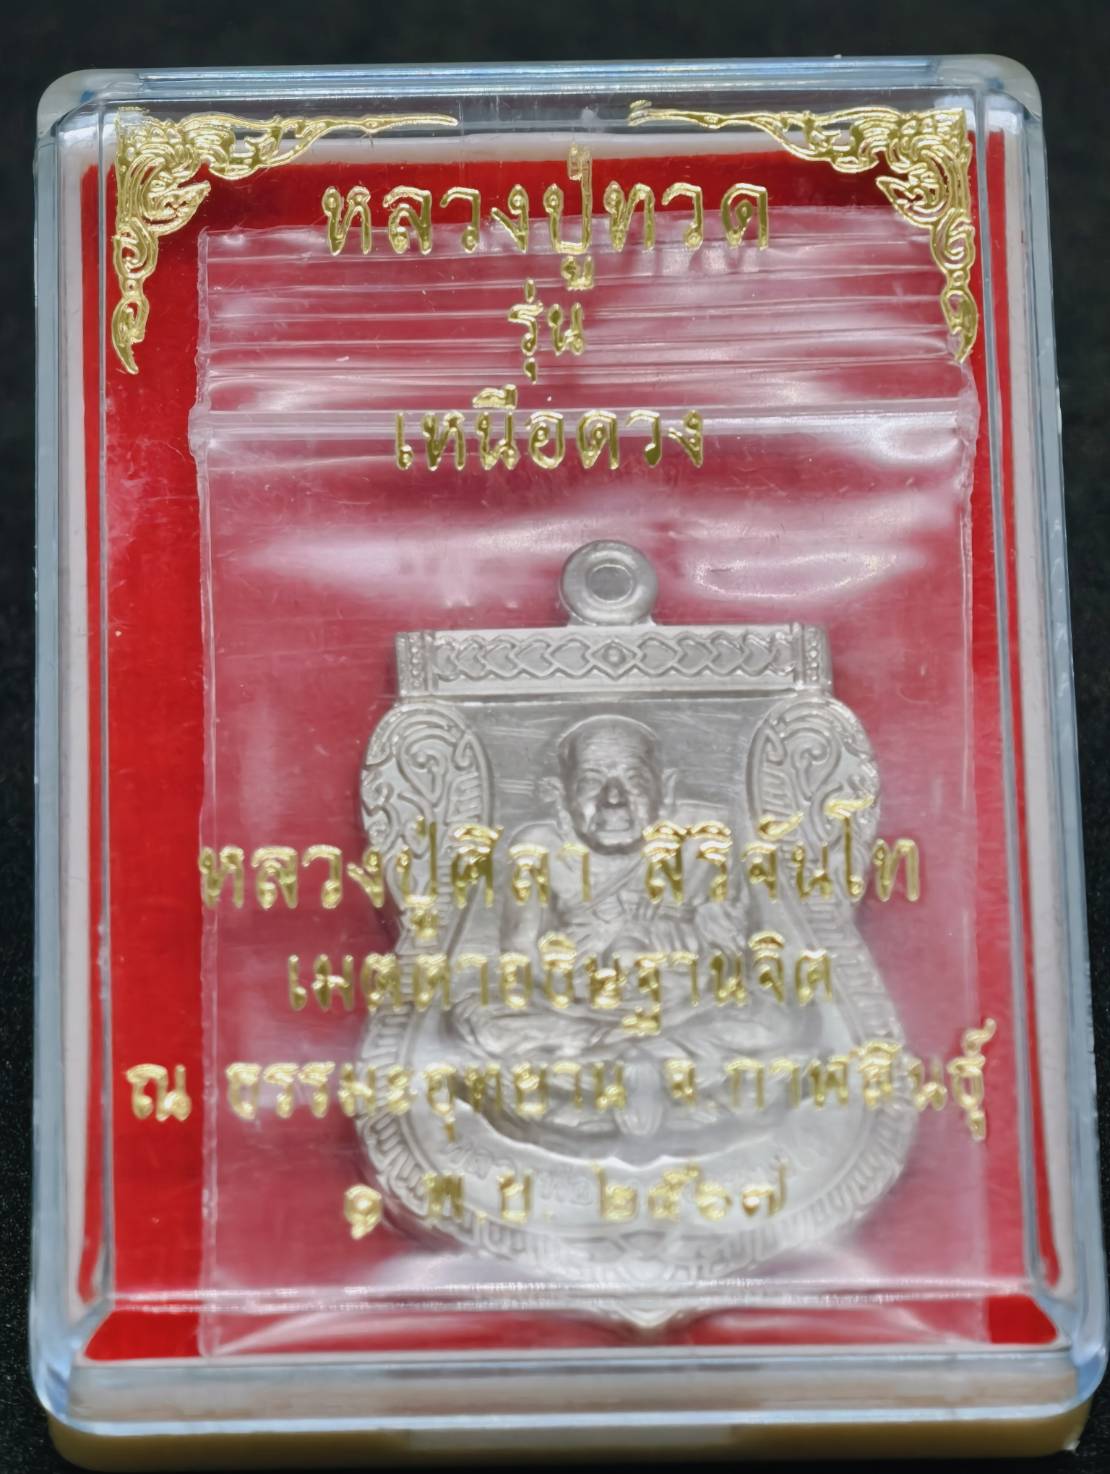 หลวงปู่ทวด
รุ่น
เหนือดวง
หลวงปู่ศิลา สิริจันโท
เมตตาอธิษฐานจิต
ณ ธรรมะอุทยาน จ.กาฬสินธุ์
๑ พ.ย. ๒๕๖๗